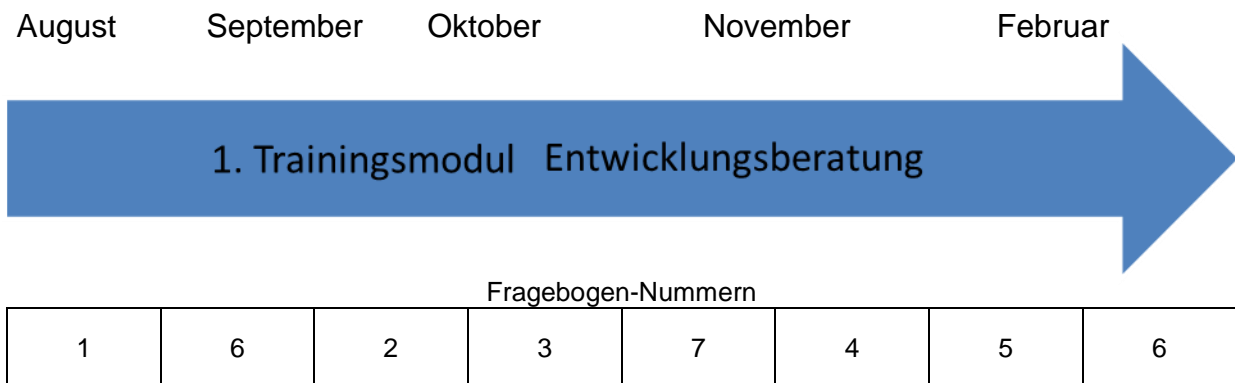 August September Oktober November Februar
1. Trainingsmodul Entwicklungsberatung
Fragebogen-Nummern
1 6 2 3 7 4 5 6